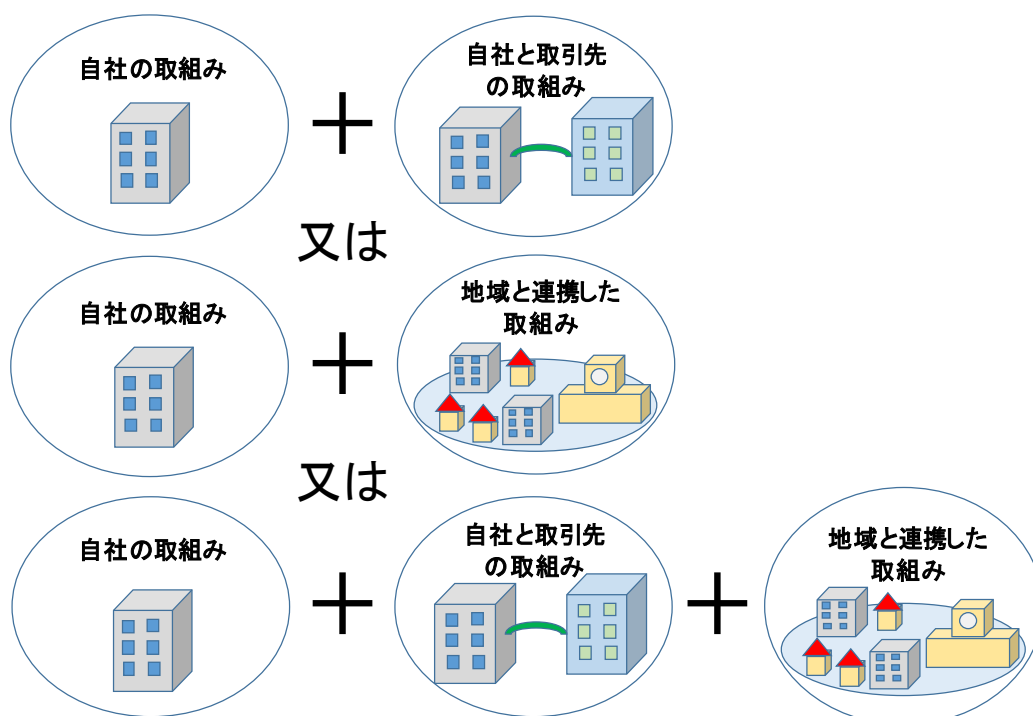 自社の取組み
+
自社と取引先
の取組み
又は
自社の取組み
+
地域と連携した
取組み
又は
自社の取組み
+
自社と取引先
の取組み
+
地域と連携した
取組み